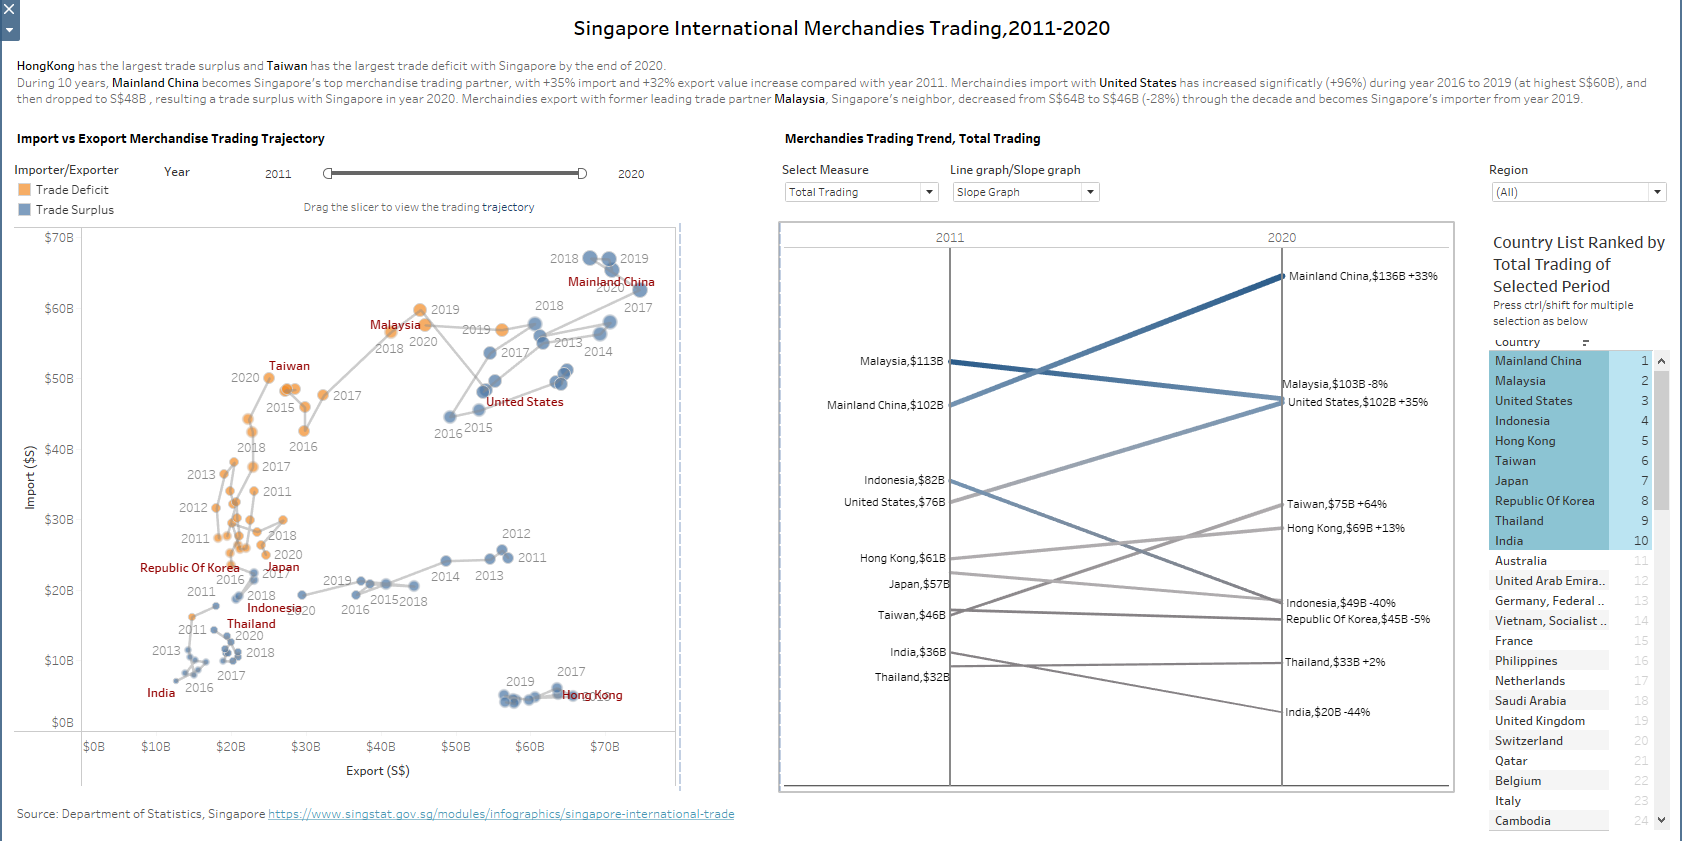 Singapore International Merchandies Trading,2011-2020
HongKong has the largest trade surplus and Taiwan has the largest trade deficit with Singapore by the end of 2020.
During 10 years, Mainland China becomes Singapore's top merchandise trading partner, with +35% import and +32% export value increase compared with year 2011. Merchaindies import with United States has increased significatly (+96%) during year 2016 to 2019 (at highest S$60B), and
then dropped to S$48B , resulting a trade surplus with Singapore in year 2020. Merchaindies export with former leading trade partner Malaysia, Singapore's neighbor, decreased from S$64B to S$46B (-28%) through the decade and becomes Singapore's importer from year 2019.
Import vs Exoport Merchandise Trading Trajectory
Importer/Exporter
Trade Deficit
Trade Surplus
Year
2011
2020
Drag the slicer to view the trading trajectory
$70B
$60B
$50B
$40B
$30B
$20B
$10B
$0B
Import ($S)
2018
2019
Mainland China
2020
2017
2019
2018
Malaysia
2019
2013
2018
2020
2017
2014
Taiwan
2020
2017
2015
United States
2016
2015
2018
2016
2013
2017
2011
2012
2011
2018
2012
2020
2011
Republic Of Korea
Japan
2014
2013
2016
2017
2019
2011
2018
2015
2018
Indonesia
2020
2016
Thailand
2011
2020
2013
2018
2017
2016
India
2019
2017
Hong Kong
$0B
$10B
$20B
$30B
$40B
$50B
$60B
$70B
Export (S$)
Source: Department of Statistics, Singapore https://www.singstat.gov.sg/modules/infographics/singapore-international-trade
Merchandies Trading Trend, Total Trading
Select Measure
Total Trading
Line graph/Slope graph
Slope Graph
2011
2020
Mainland China,$136B +33%
Malaysia,$113B
Malaysia,$103B -8%
Mainland China,$102B
United States,$102B +35%
Indonesia,$82B
United States,$76B
Taiwan,$75B +64%
Hong Kong,$69B +13%
Hong Kong,$61B
Japan,$57B
Indonesia,$49B -40%
Taiwan,$46B
Republic Of Korea,$45B -5%
India,$36B
Thailand,$33B +2%
Thailand,$32B
India,$20B -44%
Region
(All)
Country List Ranked by
Total Trading of
Selected Period
Press ctrl/shift for multiple
selection as below
Country
Mainland China 1
Malaysia 2
United States 3
Indonesia 4
Hong Kong 5
Taiwan 6
Japan 7
Republic Of Korea 8
Thailand 9
India 10
Australia 11
United Arab Emira.. 12
Germany, Federal .. 13
Vietnam, Socialist .. 14
France 15
Philippines 16
Netherlands 17
Saudi Arabia 18
United Kingdom 19
Switzerland 20
Qatar 21
Belgium 22
Italy 23
Cambodia 24